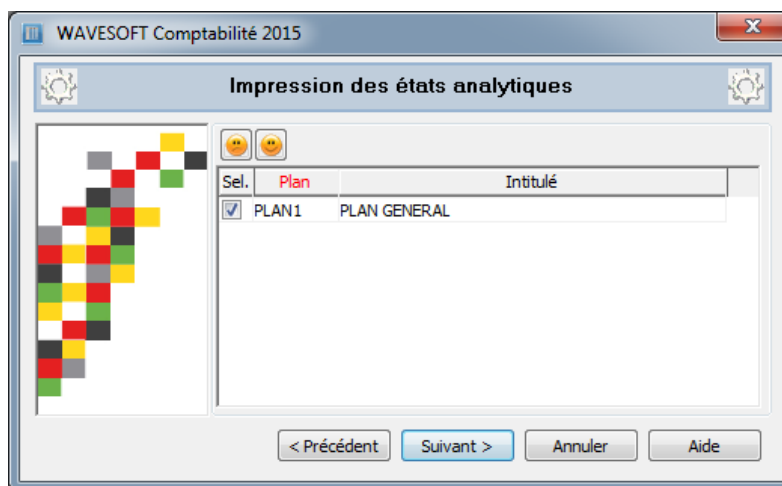 WAVESOFT Comptabilité 2015
Impression des états analytiques
Sel. Plan Intitulé
PLAN1 PLAN GENERAL
< Précédent Suivant > Annuler Aide